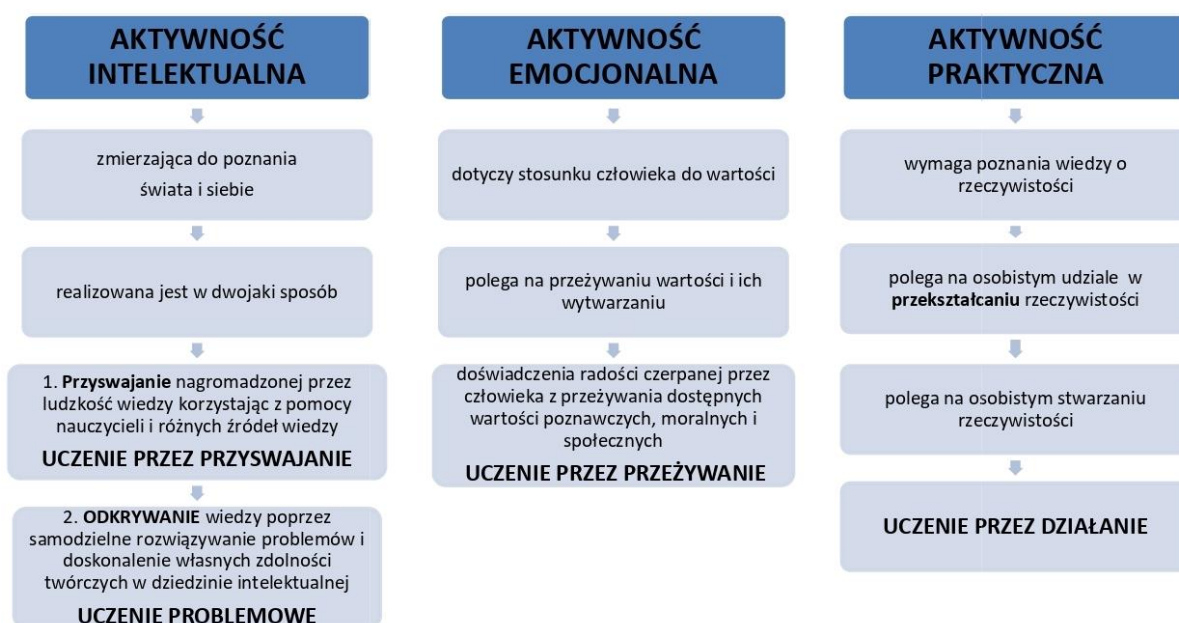 AKTYWNOŚĆ
INTELEKTUALNA
zmierzająca do poznania
świata i siebie
realizowana jest w dwojaki sposób
1. Przyswajanie nagromadzonej przez
ludzkość wiedzy korzystając z pomocy
nauczycieli i różnych źródeł wiedzy
UCZENIE PRZEZ PRZYSWAJANIE
2. ODKRYWANIE wiedzy poprzez
samodzielne rozwiązywanie problemów i
doskonalenie własnych zdolności
twórczych w dziedzinie intelektualnej
UCZENIE PROBLEMOWE
AKTYWNOŚĆ
EMOCJONALNA
dotyczy stosunku człowieka do wartości
polega na przeżywaniu wartości i ich
wytwarzaniu
doświadczenia radości czerpanej przez
człowieka z przeżywania dostępnych
wartości poznawczych, moralnych i
społecznych
UCZENIE PRZEZ PRZEŻYWANIE
AKTYWNOŚĆ
PRAKTYCZNA
wymaga poznania wiedzy o
rzeczywistości
polega na osobistym udziale w
przekształcaniu rzeczywistości
polega na osobistym stwarzaniu
rzeczywistości
UCZENIE PRZEZ DZIAŁANIE